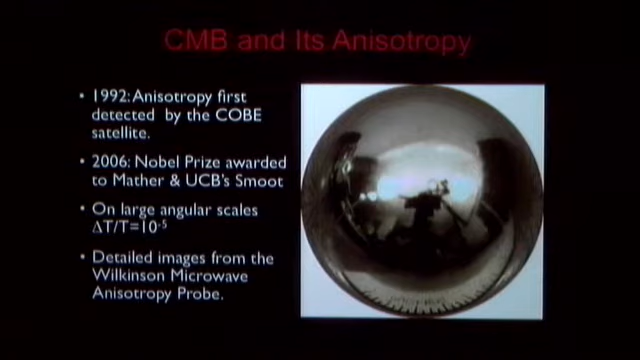 CMB and Its Anisotropy
• 1992: Anisotropy first
detected by the COBE
satellite.
• 2006: Nobel Prize awarded
to Mather & UCB's Smoot
• On large angular scales
ΔT/T=10⁻⁵
• Detailed images from the
Wilkinson Microwave
Anisotropy Probe.